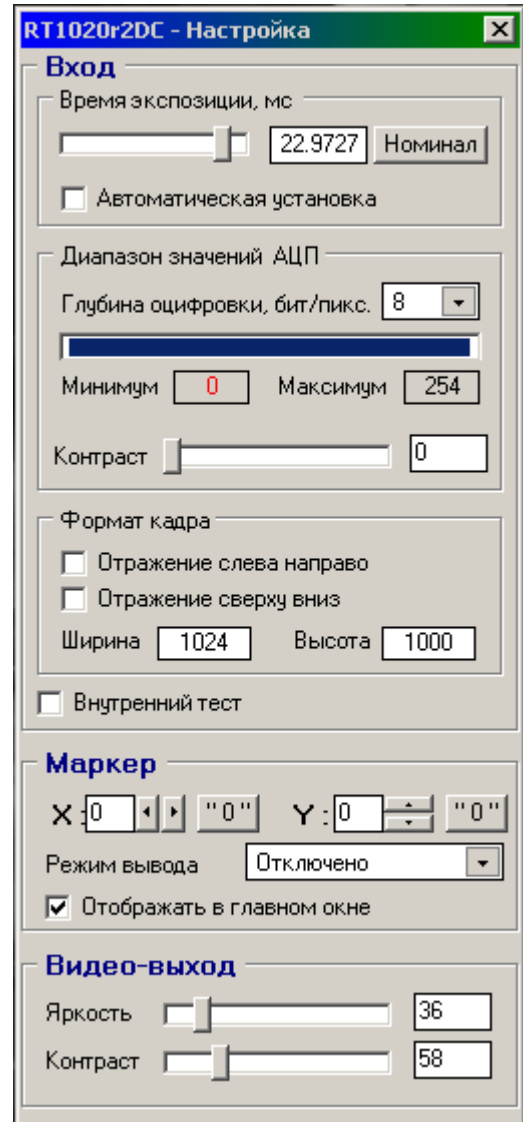 RT1020r2DC - Настройка
Вход
Время экспозиции, мс
22.9727 Номинал
Автоматическая установка
Диапазон значений АЦП
Глубина оцифровки, бит/пикс. 8
Минимум 0 Максимум 254
Контраст 0
Формат кадра
Отражение слева направо
Отражение сверху вниз
Ширина 1024 Высота 1000
Внутренний тест
Маркер
X : 0 "0" Y : 0 "0"
Режим вывода Отключено
Отображать в главном окне
Видео-выход
Яркость 36
Контраст 58